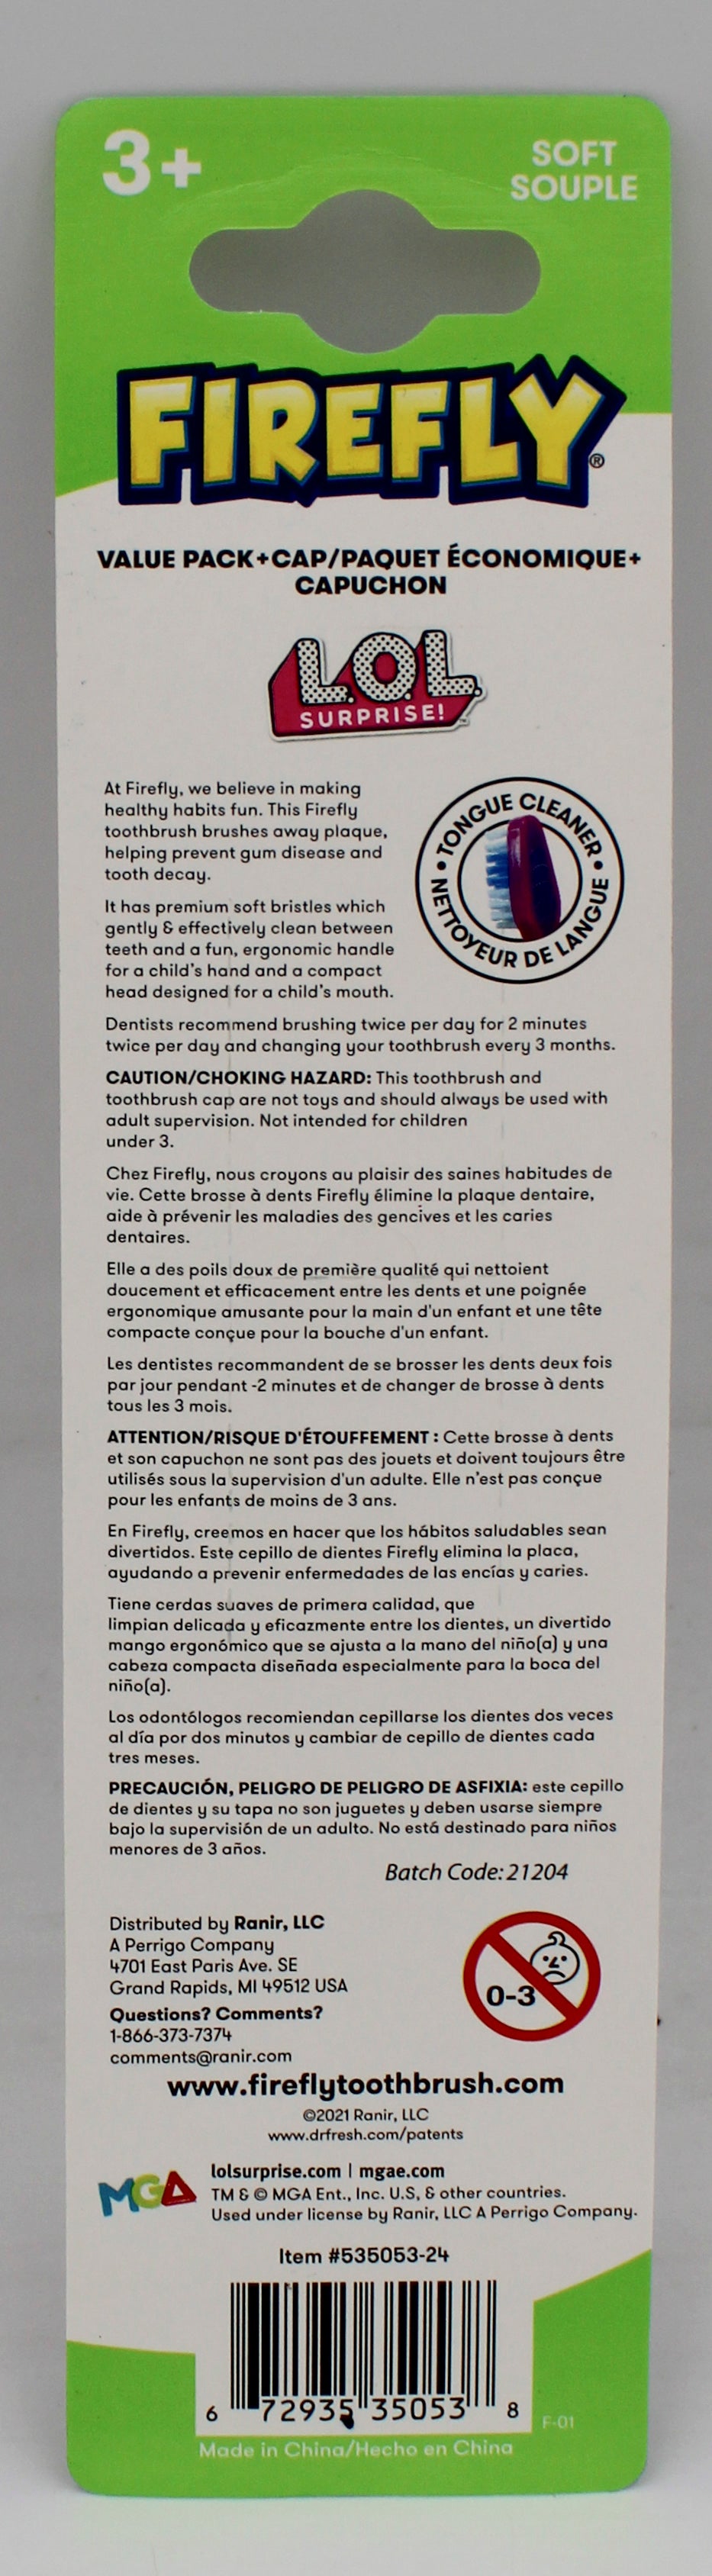 3+
SOFT
SOUPLE
FIREFLY®
VALUE PACK+CAP/PAQUET ÉCONOMIQUE+
CAPUCHON
L.O.L.
SURPRISE!™
At Firefly, we believe in making
healthy habits fun. This Firefly
toothbrush brushes away plaque,
helping prevent gum disease and
tooth decay.
• TONGUE CLEANER •
NETTOYEUR DE LANGUE
It has premium soft bristles which
gently & effectively clean between
teeth and a fun, ergonomic handle
for a child's hand and a compact
head designed for a child's mouth.
Dentists recommend brushing twice per day for 2 minutes
twice per day and changing your toothbrush every 3 months.
CAUTION/CHOKING HAZARD: This toothbrush and
toothbrush cap are not toys and should always be used with
adult supervision. Not intended for children
under 3.
Chez Firefly, nous croyons au plaisir des saines habitudes de
vie. Cette brosse à dents Firefly élimine la plaque dentaire,
aide à prévenir les maladies des gencives et les caries
dentaires.
Elle a des poils doux de première qualité qui nettoient
doucement et efficacement entre les dents et une poignée
ergonomique amusante pour la main d'un enfant et une tête
compacte conçue pour la bouche d'un enfant.
Les dentistes recommandent de se brosser les dents deux fois
par jour pendant -2 minutes et de changer de brosse à dents
tous les 3 mois.
ATTENTION/RISQUE D'ÉTOUFFEMENT : Cette brosse à dents
et son capuchon ne sont pas des jouets et doivent toujours être
utilisés sous la supervision d'un adulte. Elle n'est pas conçue
pour les enfants de moins de 3 ans.
En Firefly, creemos en hacer que los hábitos saludables sean
divertidos. Este cepillo de dientes Firefly elimina la placa,
ayudando a prevenir enfermedades de las encías y caries.
Tiene cerdas suaves de primera calidad, que
limpian delicada y eficazmente entre los dientes, un divertido
mango ergonómico que se ajusta a la mano del niño(a) y una
cabeza compacta diseñada especialmente para la boca del
niño(a).
Los odontólogos recomiendan cepillarse los dientes dos veces
al día por dos minutos y cambiar de cepillo de dientes cada
tres meses.
PRECAUCIÓN, PELIGRO DE PELIGRO DE ASFIXIA: este cepillo
de dientes y su tapa no son juguetes y deben usarse siempre
bajo la supervisión de un adulto. No está destinado para niños
menores de 3 años.
Batch Code: 21204
Distributed by Ranir, LLC
A Perrigo Company
4701 East Paris Ave. SE
Grand Rapids, MI 49512 USA
0-3
Questions? Comments?
1-866-373-7374
comments@ranir.com
www.fireflytoothbrush.com
©2021 Ranir, LLC
www.drfresh.com/patents
MGA
lolsurprise.com | mgae.com
TM & © MGA Ent., Inc. U.S, & other countries.
Used under license by Ranir, LLC A Perrigo Company.
Item #535053-24
6 72935 35053 8
F-01
Made in China/Hecho en China